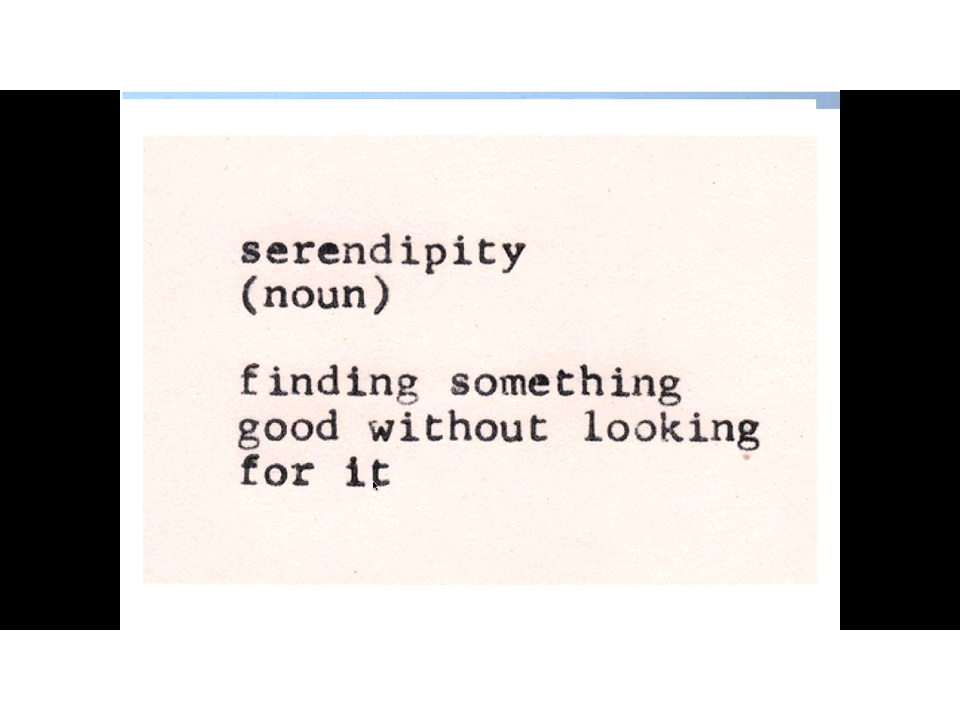 serendipity
(noun)
finding something
good without looking
for it